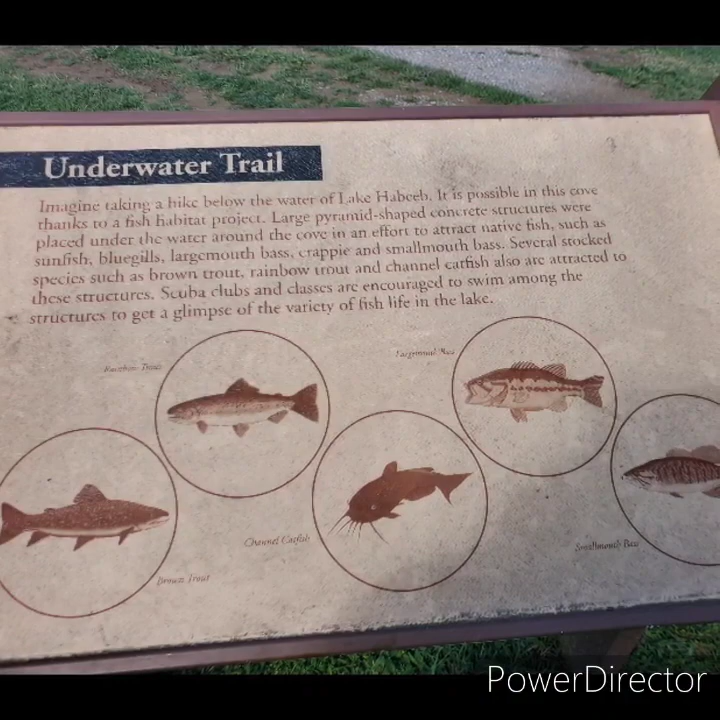 Underwater Trail
Imagine taking a hike below the water of Lake Habeeb. It is possible in this cove
thanks to a fish habitat project. Large pyramid-shaped concrete structures were
placed under the water around the cove in an effort to attract native fish, such as
sunfish, bluegills, largemouth bass, crappie and smallmouth bass. Several stocked
species such as brown trout, rainbow trout and channel catfish also are attracted to
these structures. Scuba clubs and classes are encouraged to swim among the
structures to get a glimpse of the variety of fish life in the lake.
Rainbow Trout
Largemouth Bass
Channel Catfish
Smallmouth Bass
Brown Trout
PowerDirector